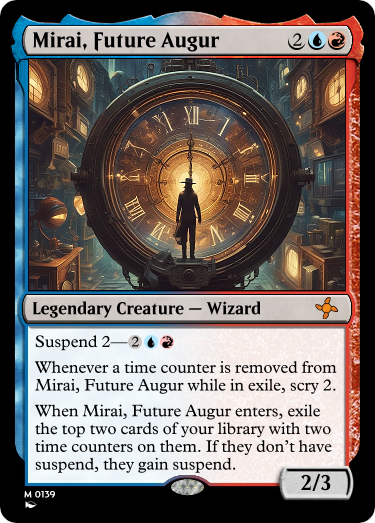 Mirai, Future Augur 2
Legendary Creature — Wizard
Suspend 2—2
Whenever a time counter is removed from
Mirai, Future Augur while in exile, scry 2.
When Mirai, Future Augur enters, exile
the top two cards of your library with two
time counters on them. If they don't have
suspend, they gain suspend.
2/3
M 0139